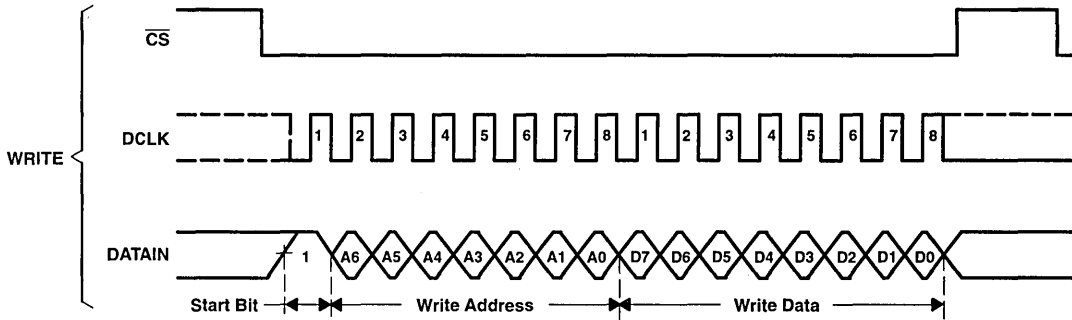 CS
DCLK 1 2 3 4 5 6 7 8 1 2 3 4 5 6 7 8
WRITE
DATAIN 1 A6 A5 A4 A3 A2 A1 A0 D7 D6 D5 D4 D3 D2 D1 D0
Start Bit Write Address Write Data